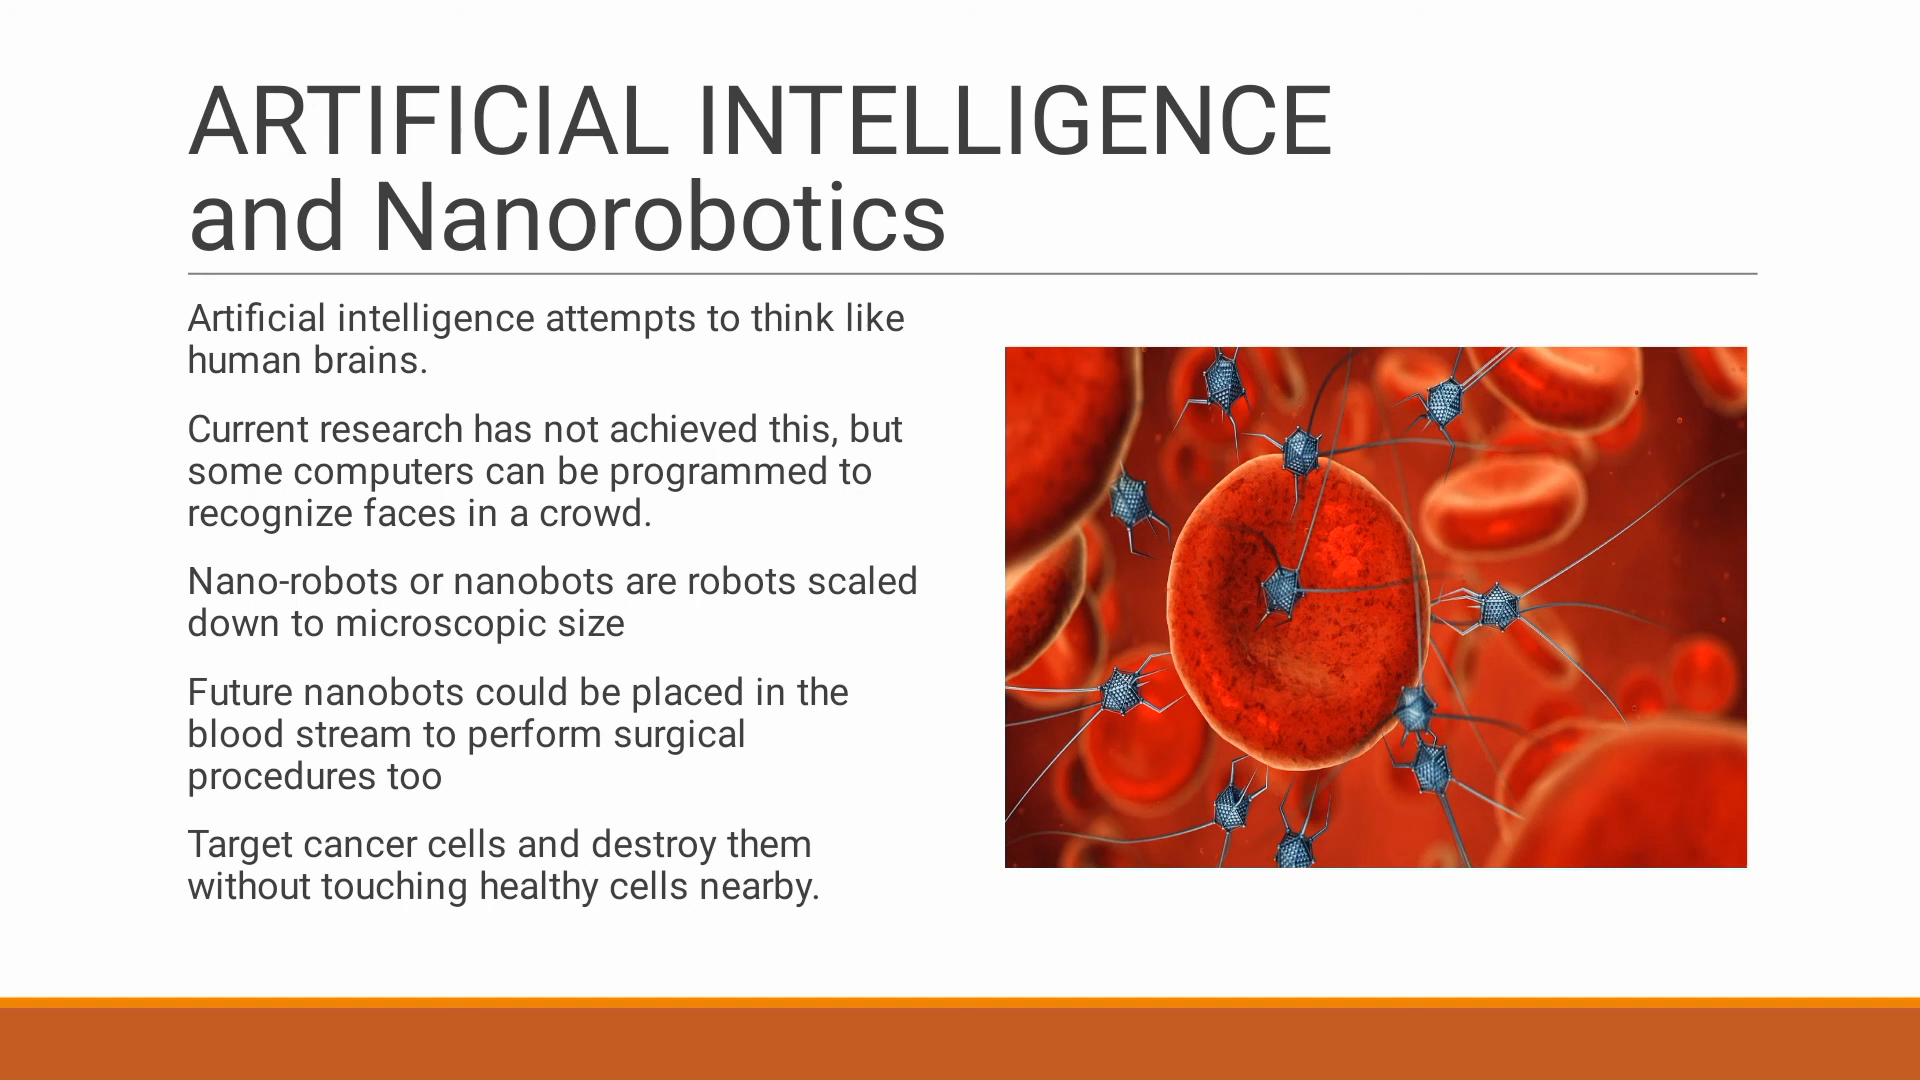 ARTIFICIAL INTELLIGENCE
and Nanorobotics
Artificial intelligence attempts to think like
human brains.
Current research has not achieved this, but
some computers can be programmed to
recognize faces in a crowd.
Nano-robots or nanobots are robots scaled
down to microscopic size
Future nanobots could be placed in the
blood stream to perform surgical
procedures too
Target cancer cells and destroy them
without touching healthy cells nearby.